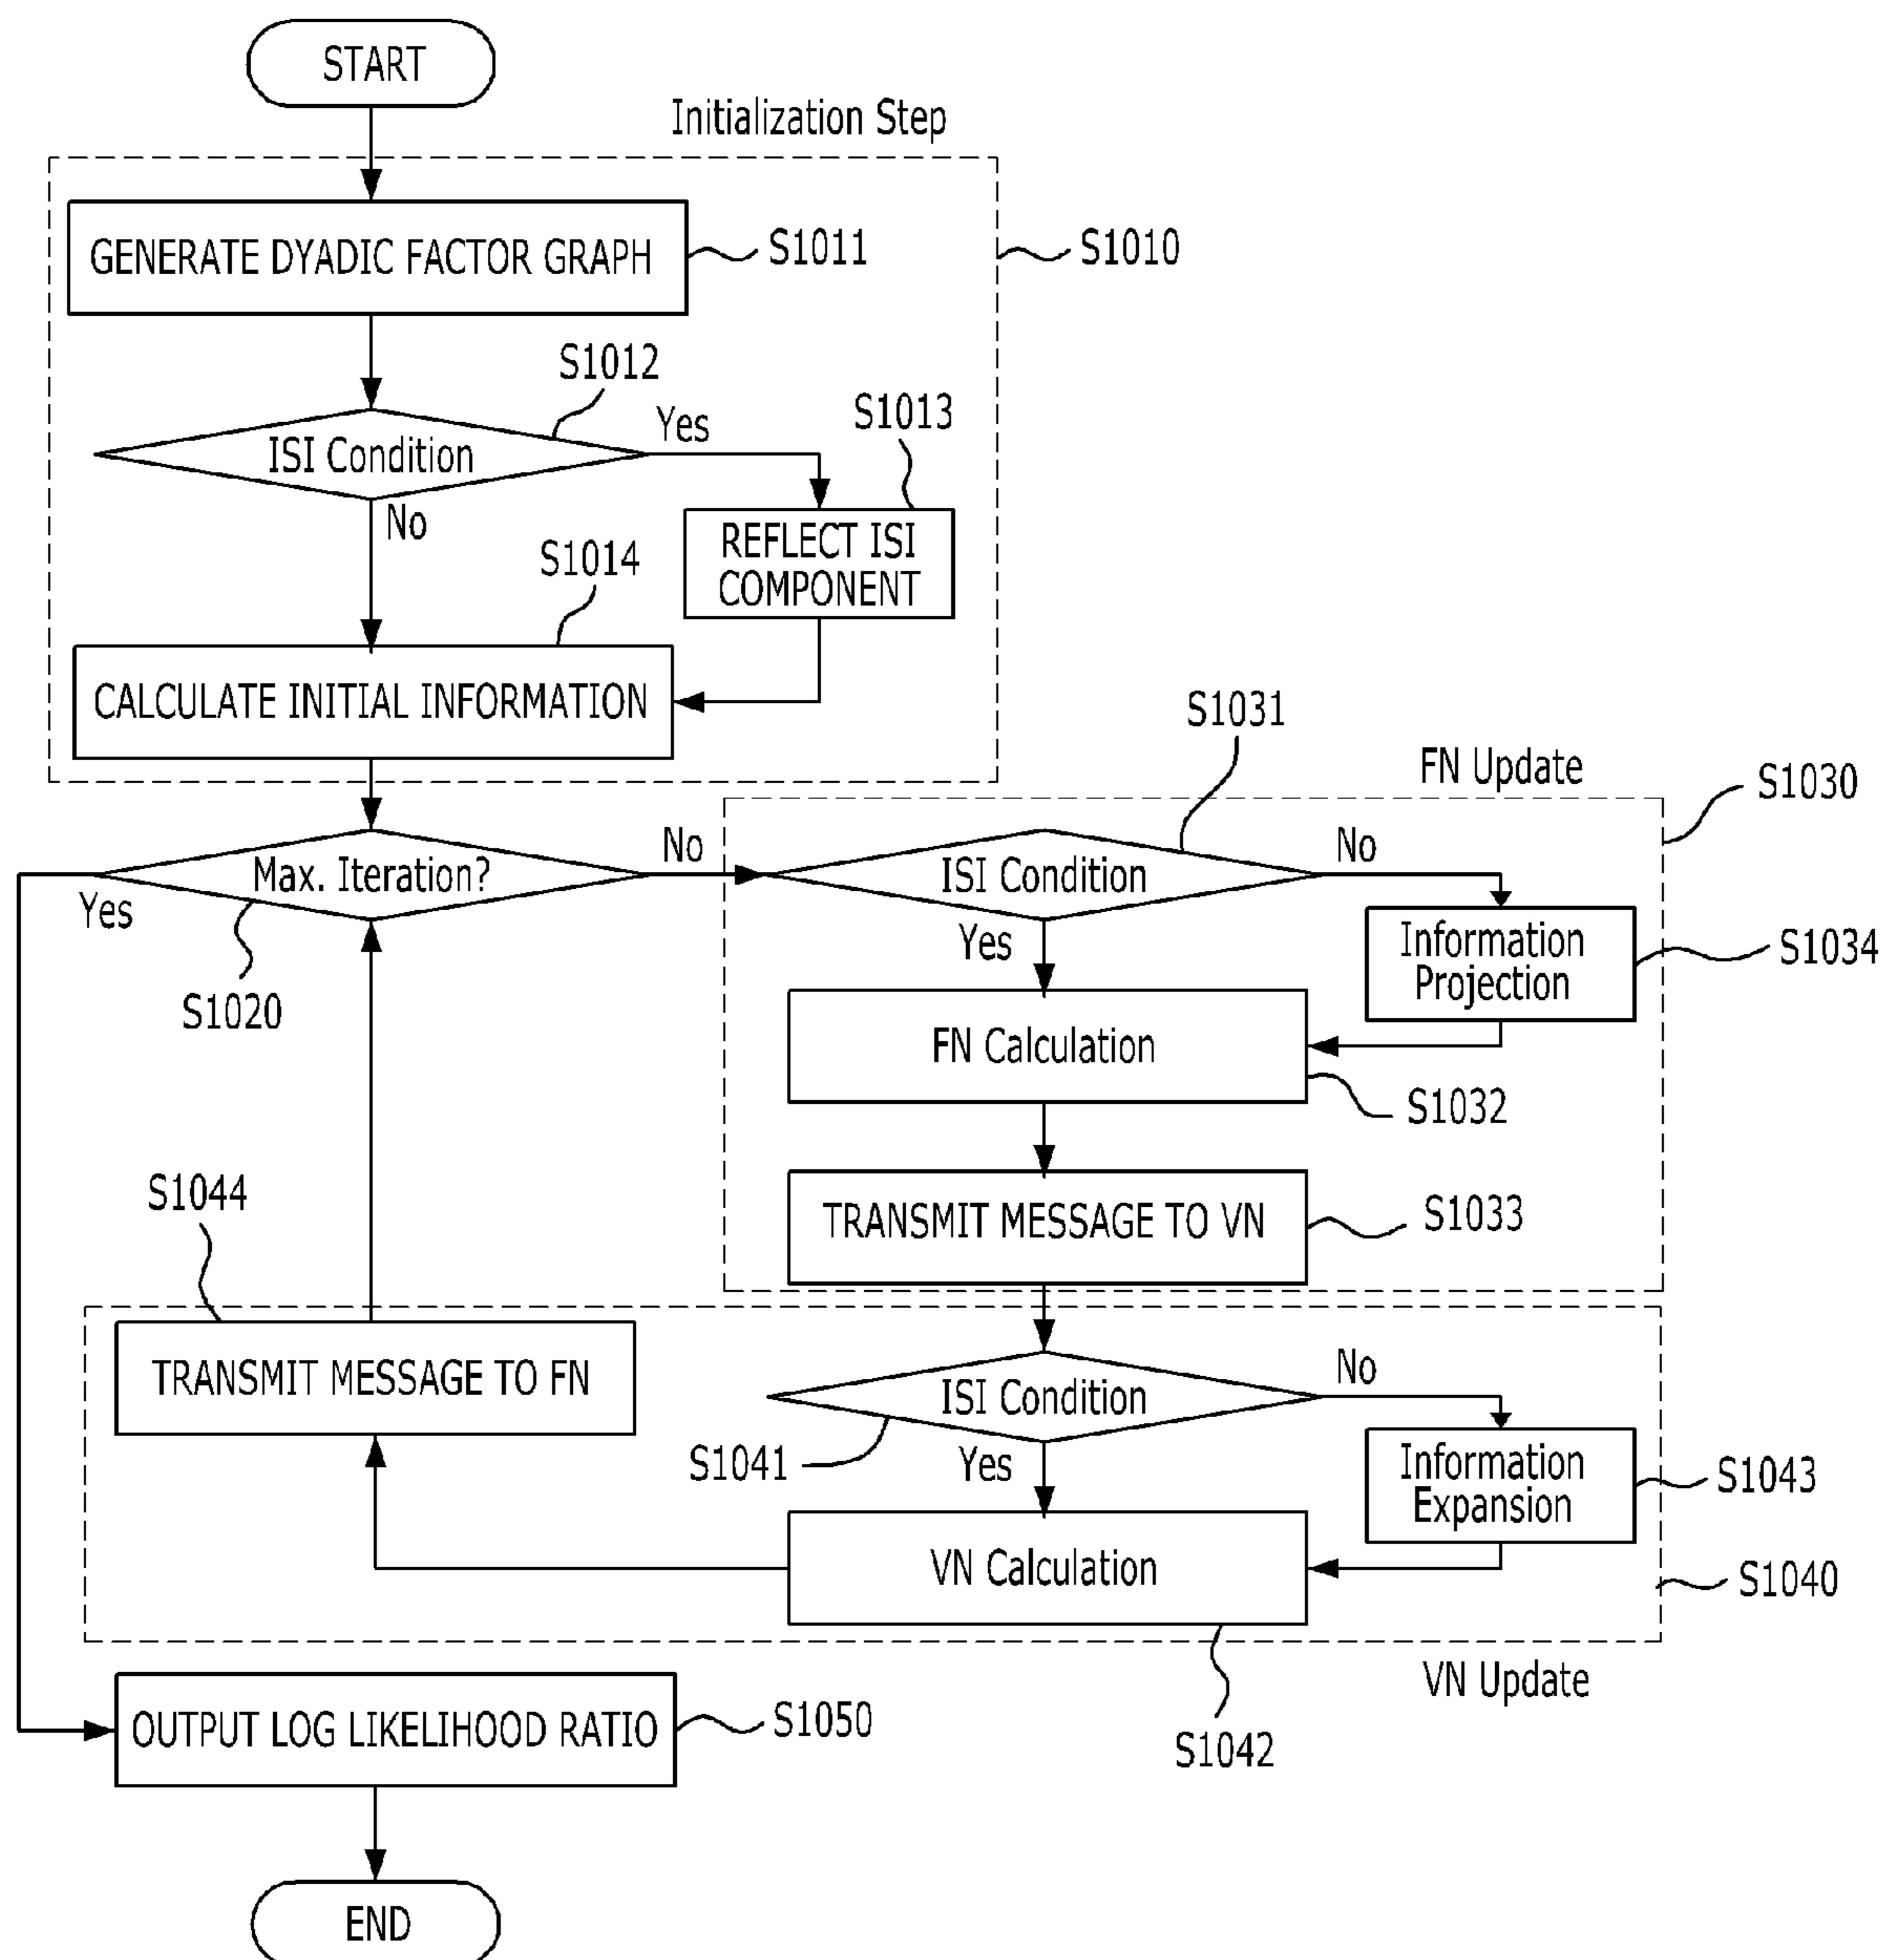 START
Initialization Step
GENERATE DYADIC FACTOR GRAPH
S1011
S1010
S1012
ISI Condition
Yes
S1013
No
REFLECT ISI
COMPONENT
S1014
CALCULATE INITIAL INFORMATION
S1031
FN Update
S1030
Max. Iteration?
No
Yes
S1020
ISI Condition
No
Yes
Information
Projection
S1034
FN Calculation
S1032
TRANSMIT MESSAGE TO VN
S1033
S1044
TRANSMIT MESSAGE TO FN
ISI Condition
No
S1041
Yes
Information
Expansion
S1043
VN Calculation
S1040
S1042
VN Update
OUTPUT LOG LIKELIHOOD RATIO
S1050
END